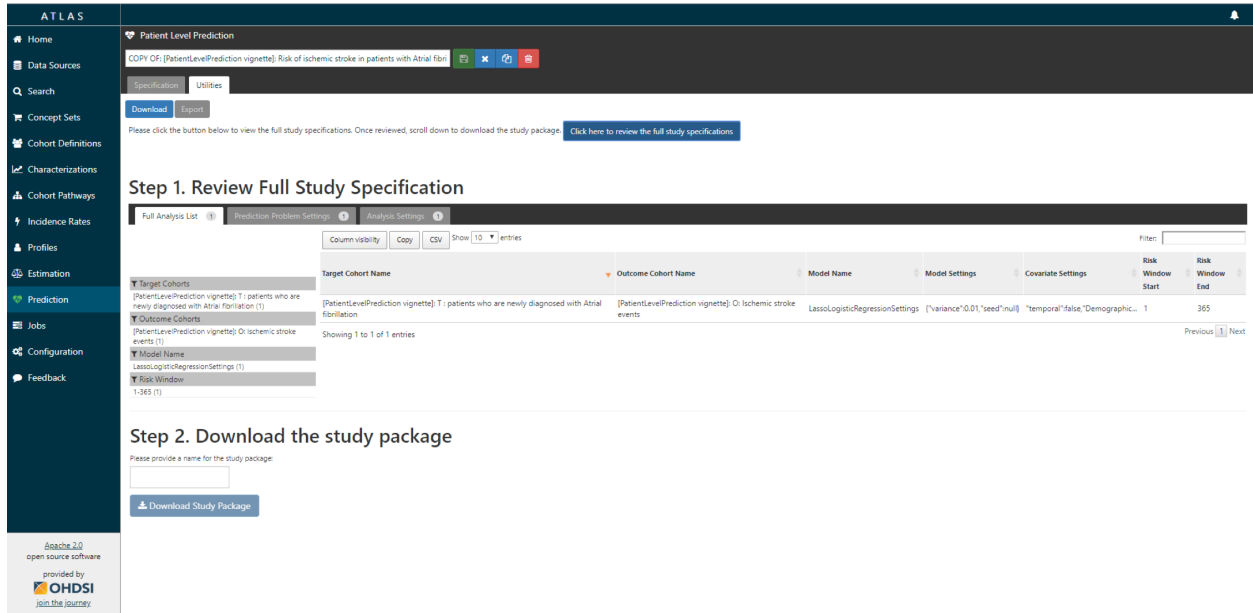 ATLAS
Home
Data Sources
Search
Concept Sets
Cohort Definitions
Characterizations
Cohort Pathways
Incidence Rates
Profiles
Estimation
Prediction
Jobs
Configuration
Feedback
Apache 2.0
open source software
provided by
OHDSI
join the journey
Patient Level Prediction
COPY OF: [PatientLevelPrediction vignette]: Risk of ischemic stroke in patients with Atrial fibri
Specification Utilities
Download Export
Please click the button below to view the full study specifications. Once reviewed, scroll down to download the study package. Click here to review the full study specifications
Step 1. Review Full Study Specification
Full Analysis List 1 Prediction Problem Settings 1 Analysis Settings 1
Column visibility Copy CSV Show 10 entries Filter:
Target Cohorts
[PatientLevelPrediction vignette]: T : patients who are
newly diagnosed with Atrial fibrillation (1)
Outcome Cohorts
[PatientLevelPrediction vignette]: O: Ischemic stroke
events (1)
Model Name
LassoLogisticRegressionSettings (1)
Risk Window
1-365 (1)
Target Cohort Name Outcome Cohort Name Model Name Model Settings Covariate Settings Risk Window Start Risk Window End
[PatientLevelPrediction vignette]: T : patients who are newly diagnosed with Atrial fibrillation [PatientLevelPrediction vignette]: O: Ischemic stroke events LassoLogisticRegressionSettings {"variance":0.01,"seed":null} "temporal":false,"Demographic... 1 365
Showing 1 to 1 of 1 entries Previous 1 Next
Step 2. Download the study package
Please provide a name for the study package:
Download Study Package